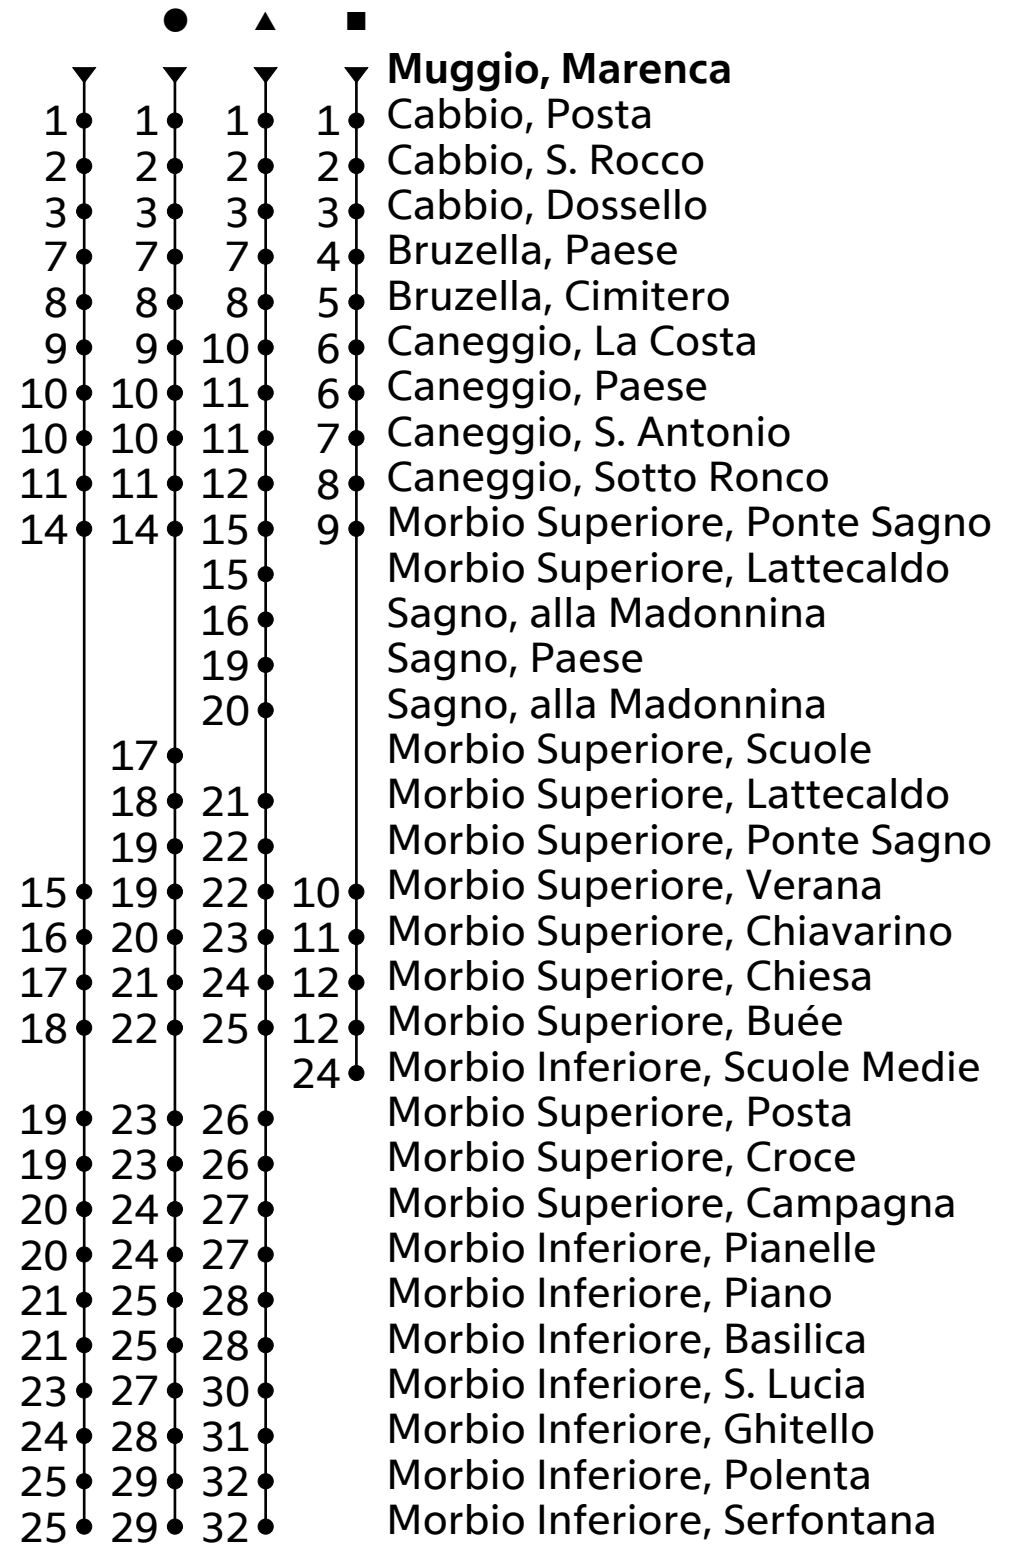 ● ▲ ■
Muggio, Marenca
1 1 1 1 Cabbio, Posta
2 2 2 2 Cabbio, S. Rocco
3 3 3 3 Cabbio, Dossello
7 7 7 4 Bruzella, Paese
8 8 8 5 Bruzella, Cimitero
9 9 10 6 Caneggio, La Costa
10 10 11 6 Caneggio, Paese
10 10 11 7 Caneggio, S. Antonio
11 11 12 8 Caneggio, Sotto Ronco
14 14 15 9 Morbio Superiore, Ponte Sagno
15 Morbio Superiore, Lattecaldo
16 Sagno, alla Madonnina
19 Sagno, Paese
20 Sagno, alla Madonnina
17 Morbio Superiore, Scuole
18 21 Morbio Superiore, Lattecaldo
19 22 Morbio Superiore, Ponte Sagno
15 19 22 10 Morbio Superiore, Verana
16 20 23 11 Morbio Superiore, Chiavarino
17 21 24 12 Morbio Superiore, Chiesa
18 22 25 12 Morbio Superiore, Buée
24 Morbio Inferiore, Scuole Medie
19 23 26 Morbio Superiore, Posta
19 23 26 Morbio Superiore, Croce
20 24 27 Morbio Superiore, Campagna
20 24 27 Morbio Inferiore, Pianelle
21 25 28 Morbio Inferiore, Piano
21 25 28 Morbio Inferiore, Basilica
23 27 30 Morbio Inferiore, S. Lucia
24 28 31 Morbio Inferiore, Ghitello
25 29 32 Morbio Inferiore, Polenta
25 29 32 Morbio Inferiore, Serfontana